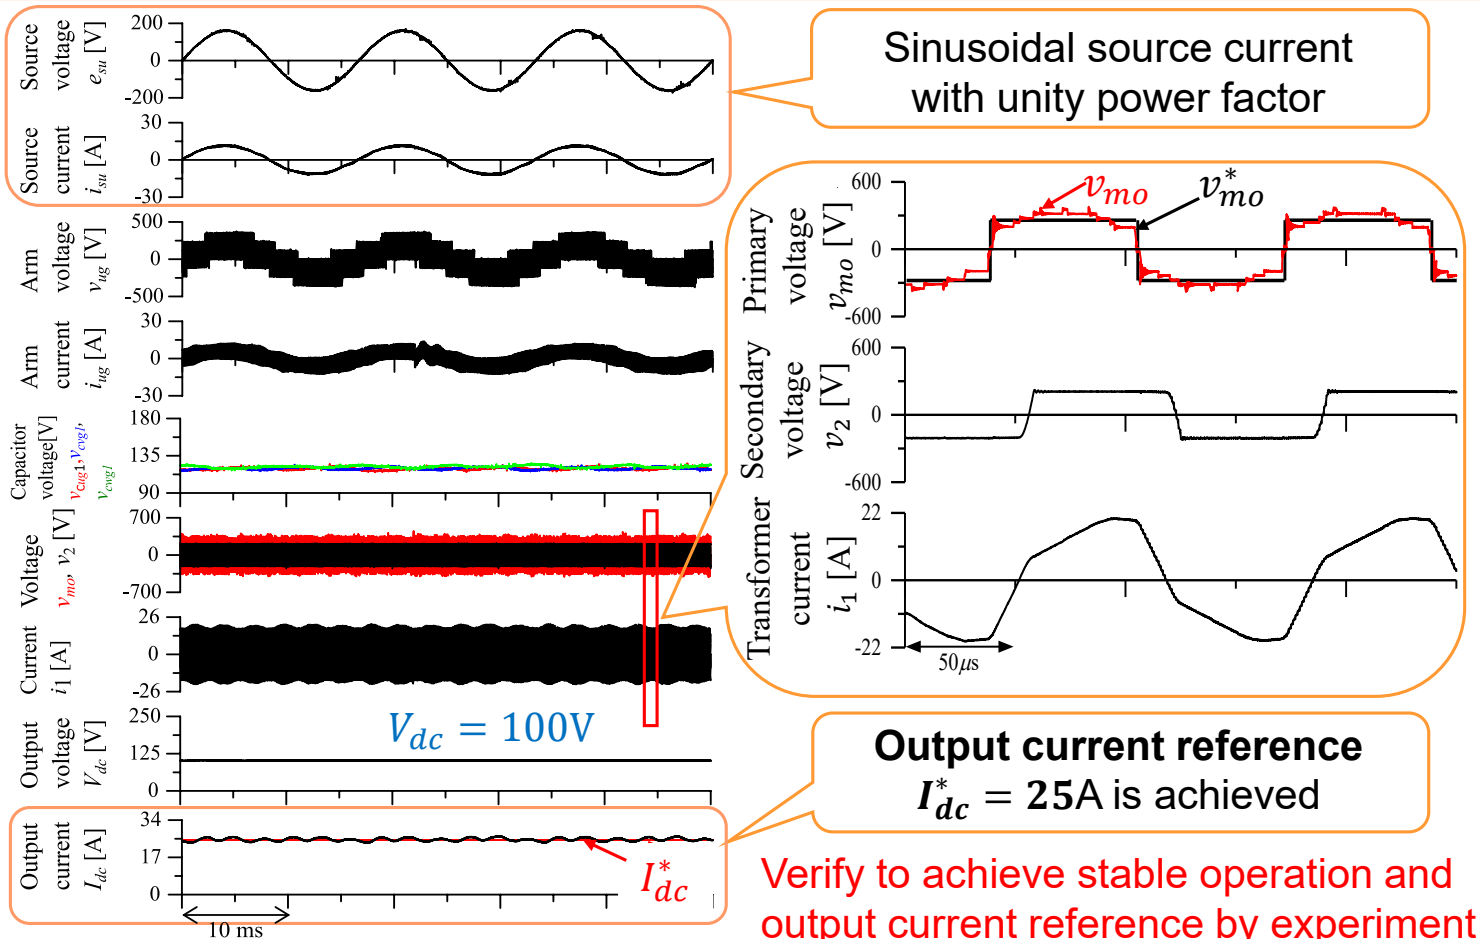 Source
voltage
e_su [V]
200
0
-200
Source
current
i_su [A]
30
0
-30
Arm
voltage
v_ug [V]
500
0
-500
Arm
current
i_ug [A]
30
0
-30
Capacitor
voltage[V]
v_cug1,v_cvg1,
v_cwg1
180
135
90
Voltage
v_mo, v_2 [V]
700
0
-700
Current
i_1 [A]
26
0
-26
Output
voltage
V_dc [V]
250
125
0
V_dc = 100V
Output
current
I_dc [A]
34
17
0
I*_dc
10 ms
Sinusoidal source current
with unity power factor
Primary
voltage
v_mo [V]
600
0
-600
v_mo
v*_mo
Secondary
voltage
v_2 [V]
600
0
-600
Transformer
current
i_1 [A]
22
0
-22
50μs
Output current reference
I*_dc = 25A is achieved
Verify to achieve stable operation and
output current reference by experiment